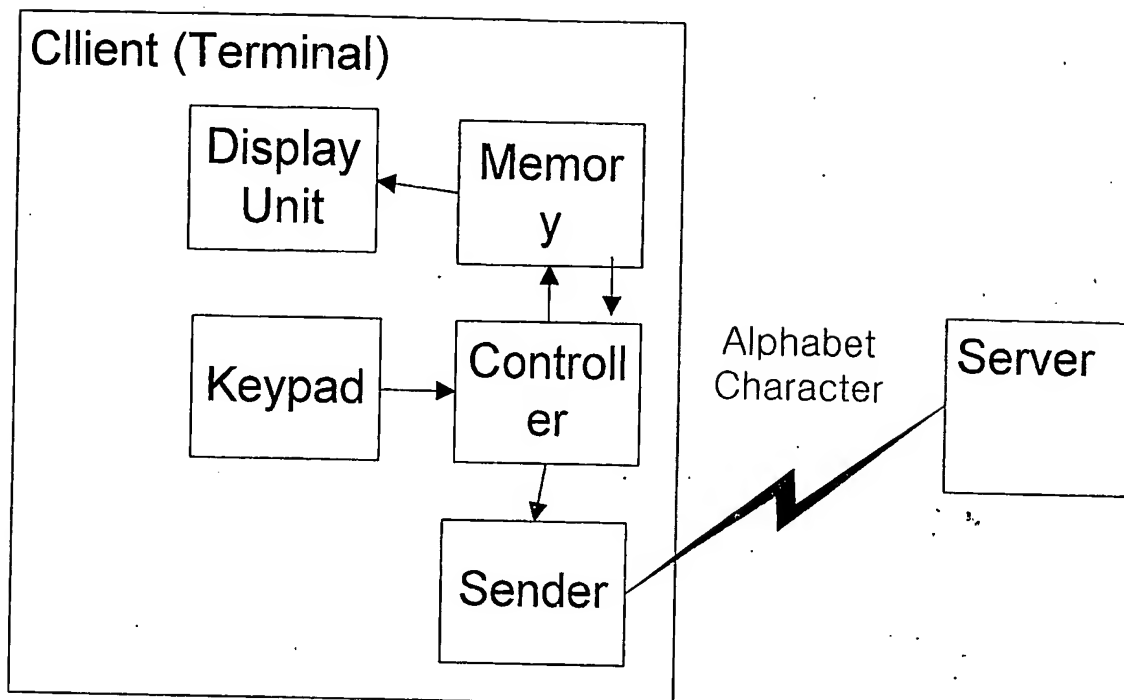 Cllient (Terminal)
Display
Unit
Memor
y
Keypad
Controll
er
Alphabet
Character
Server
Sender